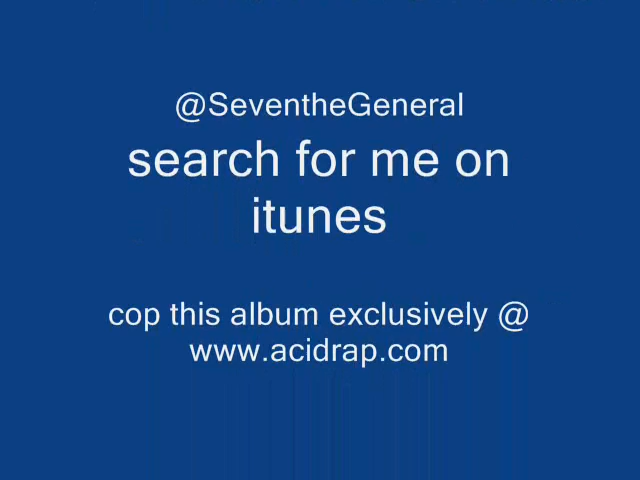 @SeventheGeneral
search for me on
itunes
cop this album exclusively @
www.acidrap.com